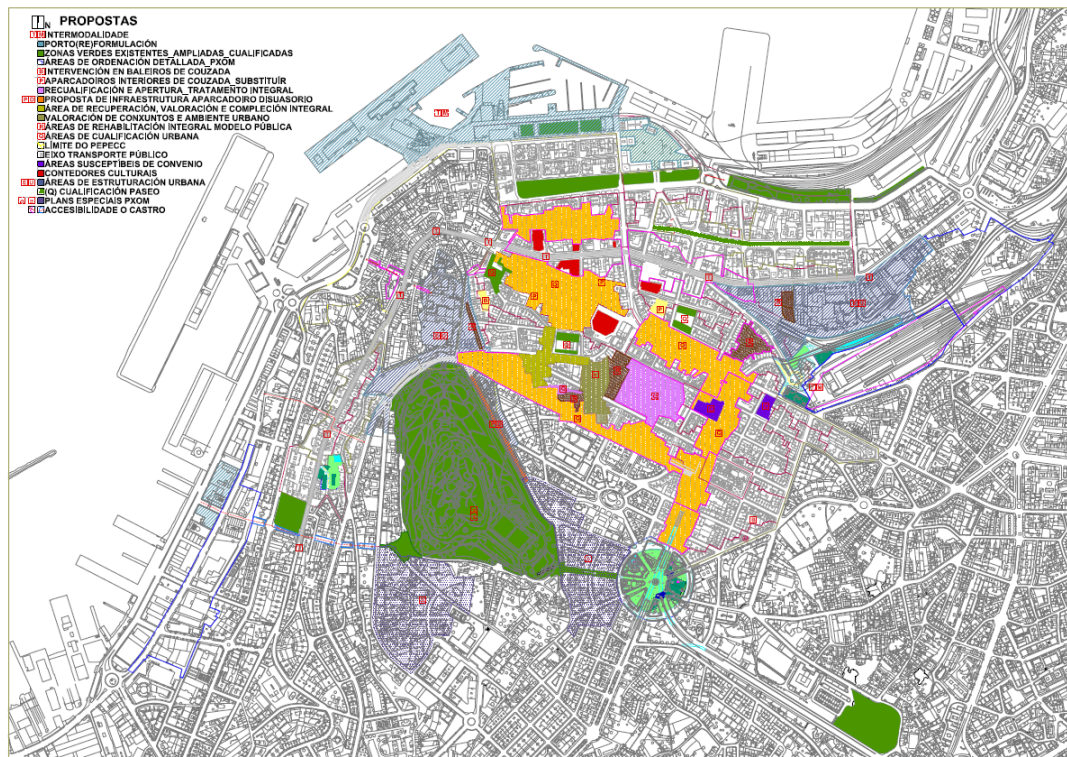 N PROPOSTAS
INTERMODALIDADE
PORTO(RE)FORMULACIÓN
ZONAS VERDES EXISTENTES_AMPLIADAS_CUALIFICADAS
ÁREAS DE ORDENACIÓN DETALLADA_PXOM
INTERVENCIÓN EN BALEIROS DE COUZADA
APARCADOIROS INTERIORES DE COUZADA_SUBSTITUÍR
RECUALIFICACIÓN E APERTURA_TRATAMENTO INTEGRAL
PROPOSTA DE INFRAESTRUTURA APARCADOIRO DISUASORIO
ÁREA DE RECUPERACIÓN, VALORACIÓN E COMPLECIÓN INTEGRAL
VALORACIÓN DE CONXUNTOS E AMBIENTE URBANO
ÁREAS DE REHABILITACIÓN INTEGRAL MODELO PÚBLICA
ÁREAS DE CUALIFICACIÓN URBANA
LÍMITE DO PEPECC
EIXO TRANSPORTE PÚBLICO
ÁREAS SUSCEPTÍBEIS DE CONVENIO
CONTEDORES CULTURAIS
ÁREAS DE ESTRUTURACIÓN URBANA
(Q) CUALIFICACIÓN PASEO
PLANS ESPECIAIS PXOM
ACCESIBILIDADE O CASTRO